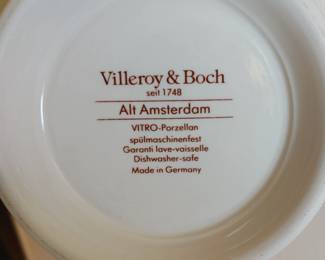 Villeroy & Boch
seit 1748
Alt Amsterdam
VITRO-Porzellan
spülmaschinenfest
Garanti lave-vaisselle
Dishwasher-safe
Made in Germany